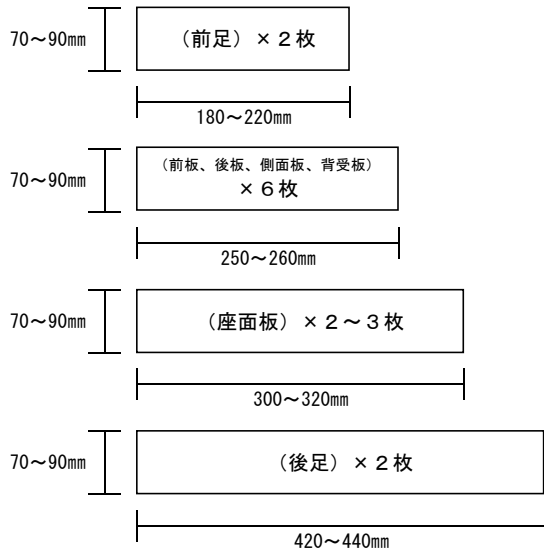 70～90㎜
（前足）×２枚
180～220㎜
70～90㎜
（前板、後板、側面板、背受板）
×６枚
250～260㎜
70～90㎜
（座面板）×２～３枚
300～320㎜
70～90㎜
（後足）×２枚
420～440㎜